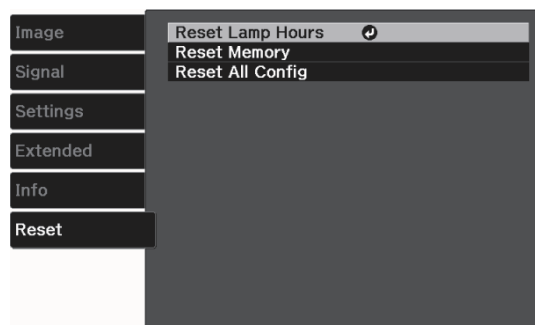 Image
Signal
Settings
Extended
Info
Reset
Reset Lamp Hours
Reset Memory
Reset All Config